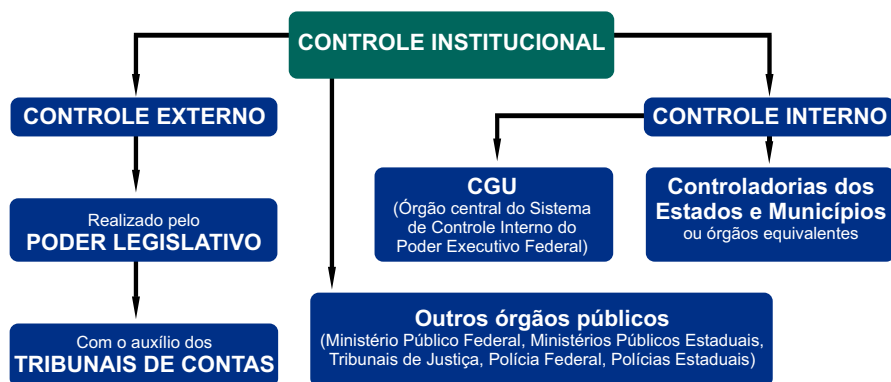 CONTROLE INSTITUCIONAL
CONTROLE EXTERNO
Realizado pelo
PODER LEGISLATIVO
Com o auxílio dos
TRIBUNAIS DE CONTAS
CONTROLE INTERNO
CGU
(Órgão central do Sistema
de Controle Interno do
Poder Executivo Federal)
Controladorias dos
Estados e Municípios
ou órgãos equivalentes
Outros órgãos públicos
(Ministério Público Federal, Ministérios Públicos Estaduais,
Tribunais de Justiça, Polícia Federal, Polícias Estaduais)